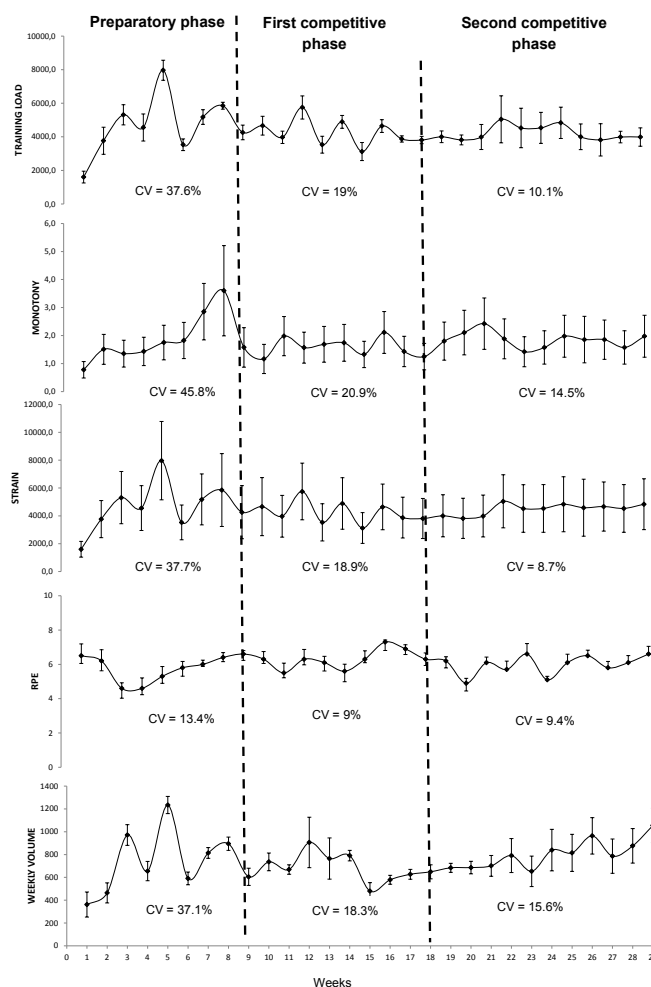 Preparatory phase
First competitive
phase
Second competitive
phase
TRAINING LOAD
10000,0
8000,0
6000,0
4000,0
2000,0
0,0
CV = 37.6%
CV = 19%
CV = 10.1%
MONOTONY
6,0
5,0
4,0
3,0
2,0
1,0
0,0
CV = 45.8%
CV = 20.9%
CV = 14.5%
STRAIN
12000,0
10000,0
8000,0
6000,0
4000,0
2000,0
0,0
CV = 37.7%
CV = 18.9%
CV = 8.7%
RPE
10
8
6
4
2
0
CV = 13.4%
CV = 9%
CV = 9.4%
WEEKLY VOLUME
1400
1200
1000
800
600
400
200
0
CV = 37.1%
CV = 18.3%
CV = 15.6%
0 1 2 3 4 5 6 7 8 9 10 11 12 13 14 15 16 17 18 19 20 21 22 23 24 25 26 27 28
Weeks